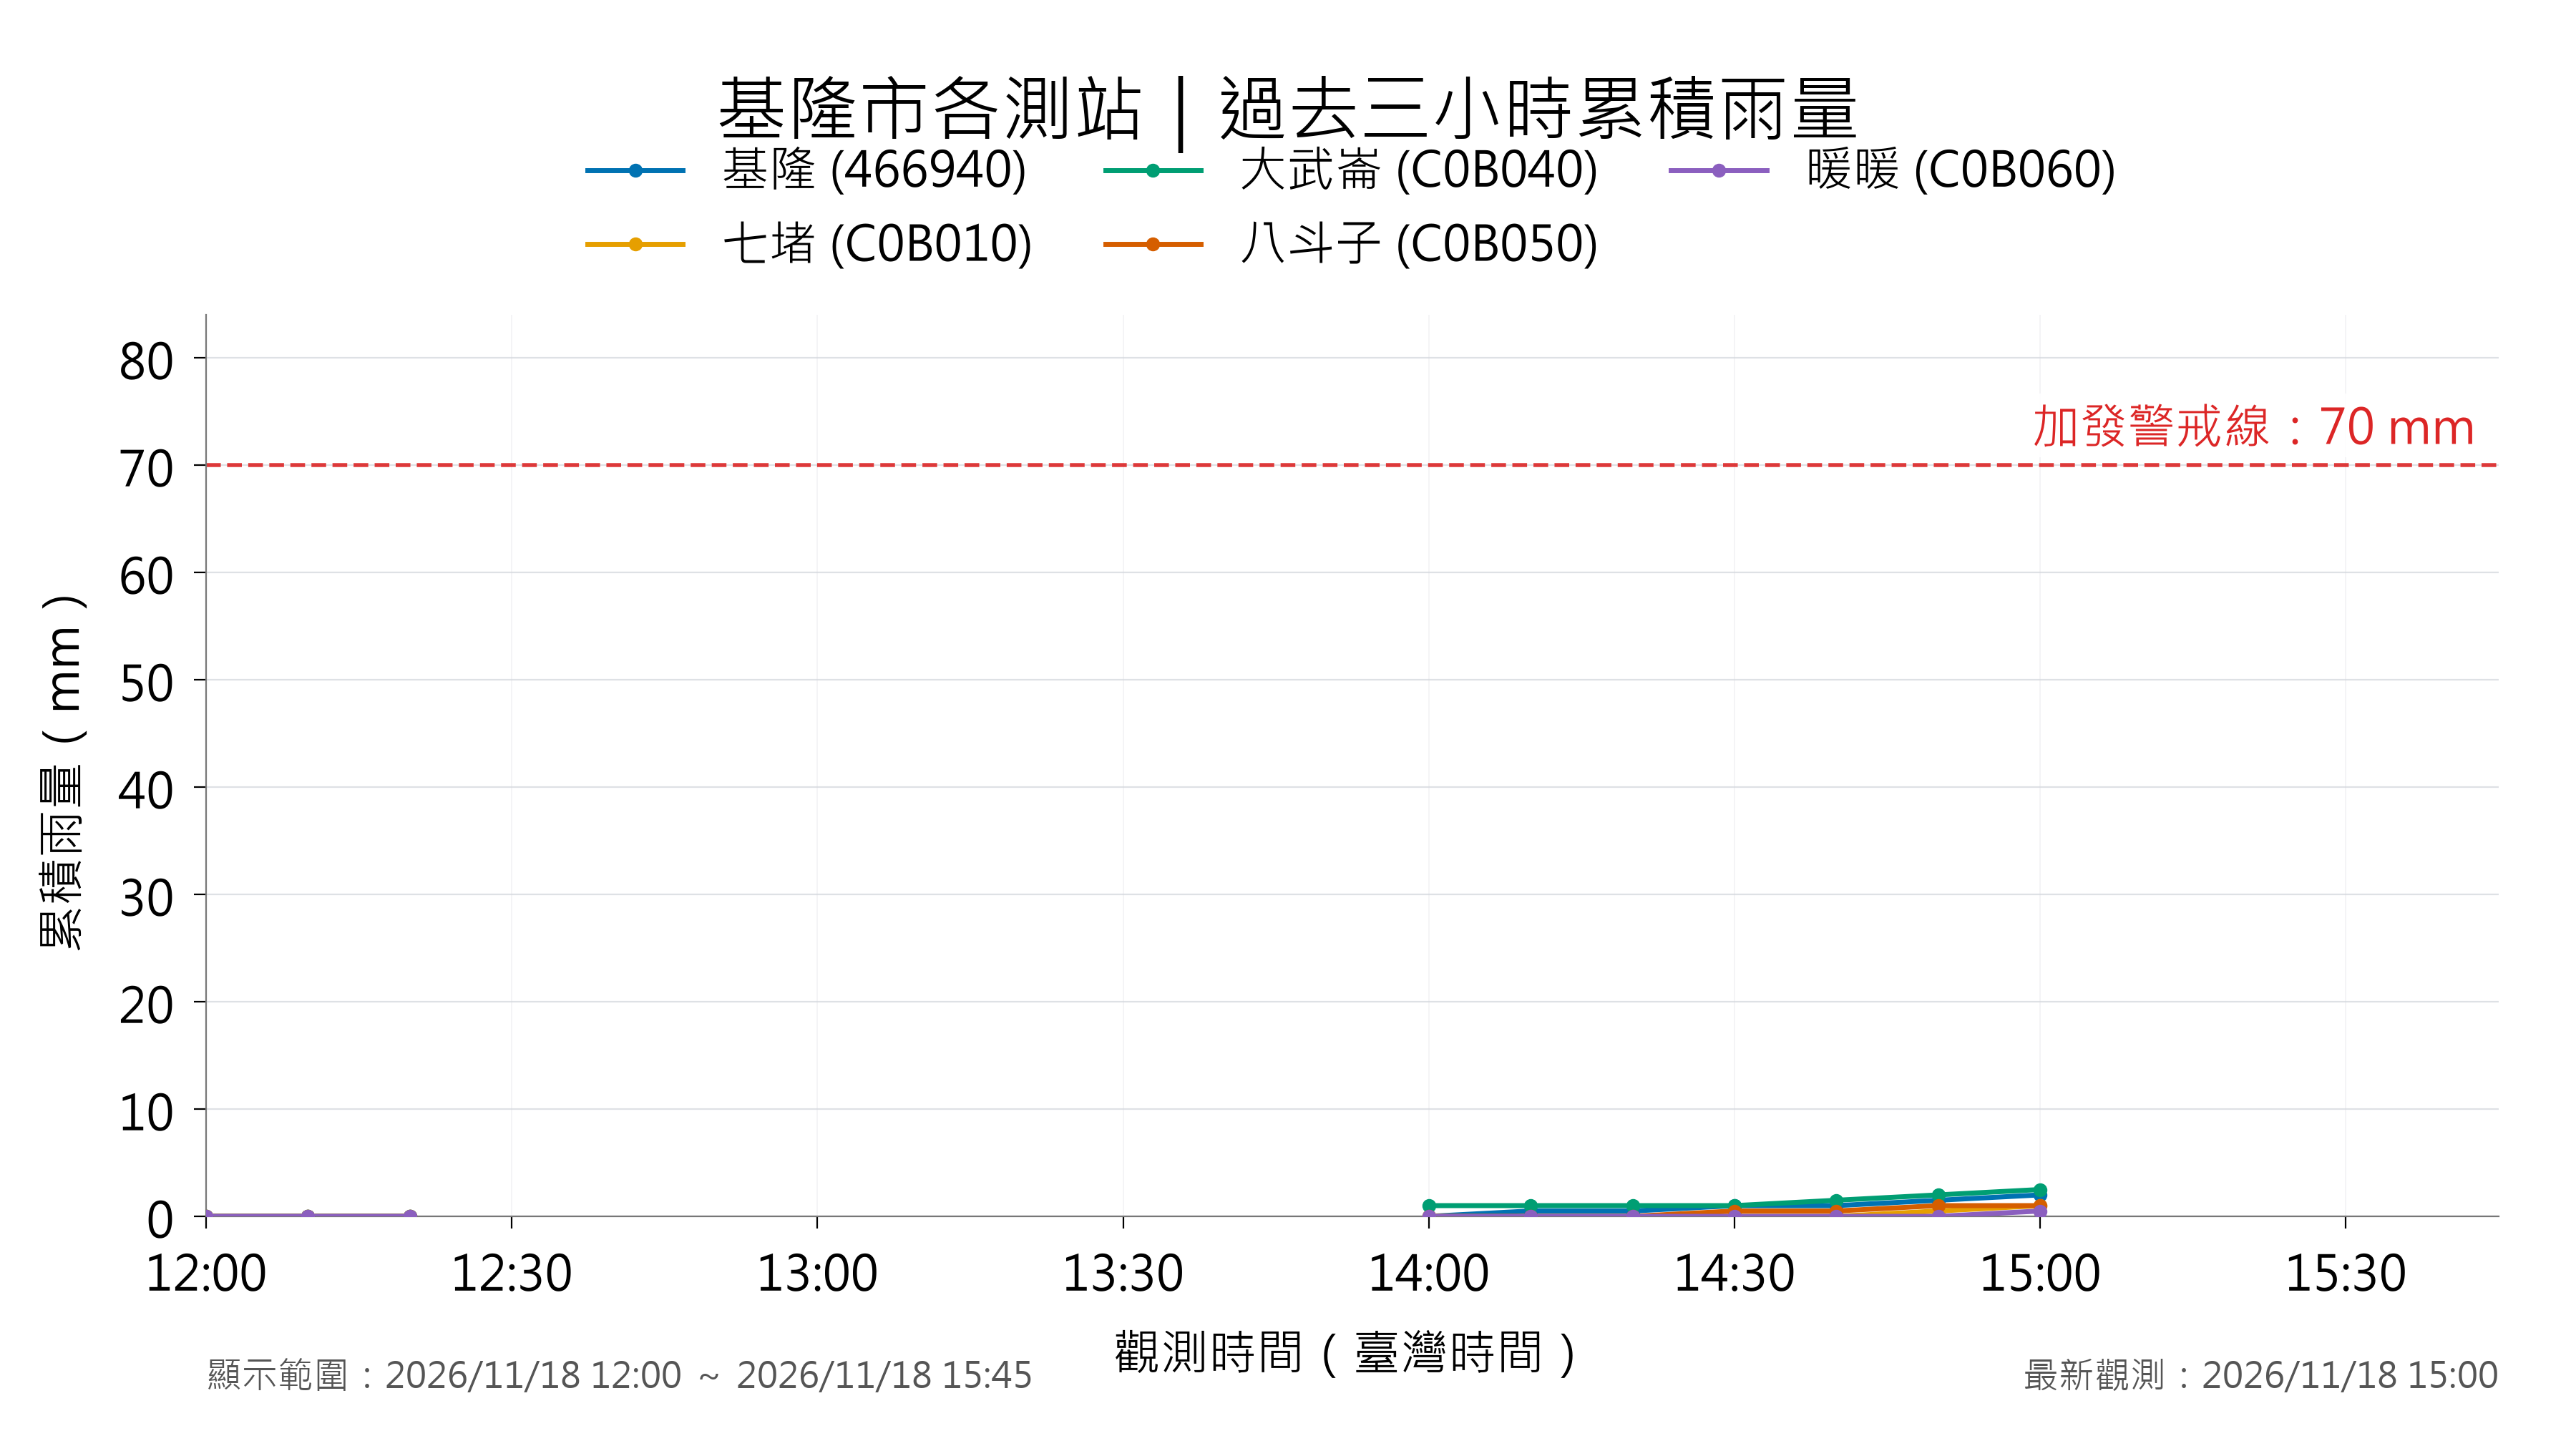 基隆市各測站｜過去三小時累積雨量
基隆 (466940)
大武崙 (C0B040)
暖暖 (C0B060)
七堵 (C0B010)
八斗子 (C0B050)
加發警戒線：70 mm
80
70
60
50
40
30
20
10
0
累積雨量（mm）
12:00 12:30 13:00 13:30 14:00 14:30 15:00 15:30
觀測時間（臺灣時間）
顯示範圍：2026/11/18 12:00 ~ 2026/11/18 15:45
最新觀測：2026/11/18 15:00